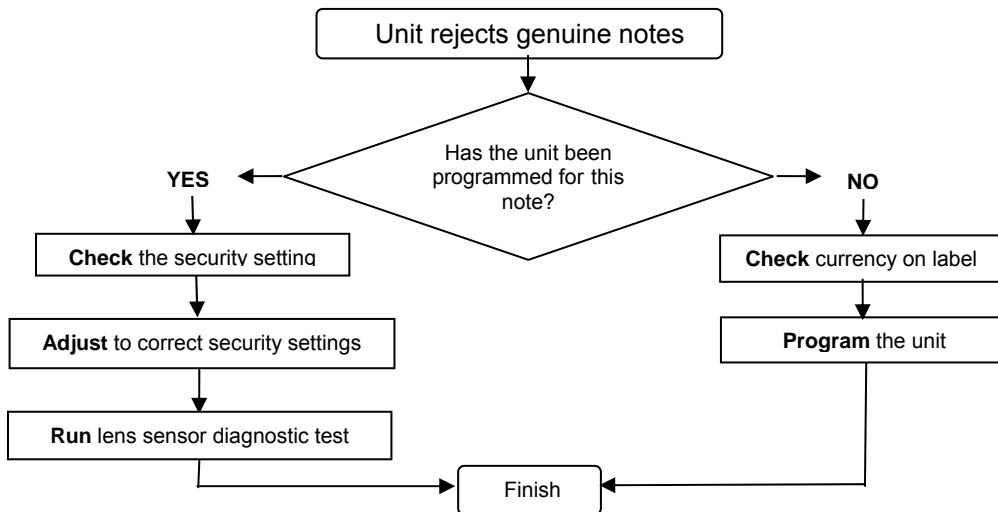 Unit rejects genuine notes
Has the unit been
programmed for this
note?
YES
NO
Check the security setting
Check currency on label
Adjust to correct security settings
Program the unit
Run lens sensor diagnostic test
Finish